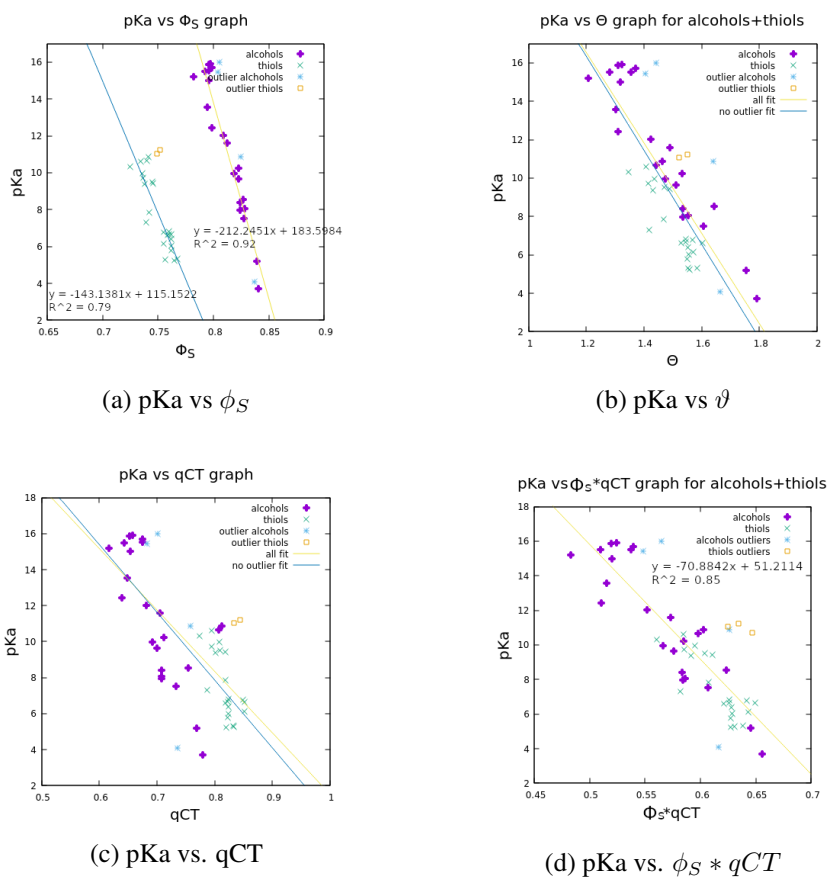 pKa vs ΦS graph
alcohols
thiols
outlier alchohols
outlier thiols
pKa
16
14
12
10
8
6
4
2
y = -212.2451x + 183.5984
R^2 = 0.92
y = -143.1381x + 115.1522
R^2 = 0.79
0.65 0.7 0.75 0.8 0.85 0.9
ΦS
(a) pKa vs ϕS
pKa vs Θ graph for alcohols+thiols
alcohols
thiols
outlier alcohols
outlier thiols
all fit
no outlier fit
pKa
16
14
12
10
8
6
4
2
1 1.2 1.4 1.6 1.8 2
Θ
(b) pKa vs ϑ
pKa vs qCT graph
alcohols
thiols
outlier alcohols
outlier thiols
all fit
no outlier fit
pKa
18
16
14
12
10
8
6
4
2
0.5 0.6 0.7 0.8 0.9 1
qCT
(c) pKa vs. qCT
pKa vsΦs*qCT graph for alcohols+thiols
alcohols
thiols
alcohols outliers
thiols outliers
y = -70.8842x + 51.2114
R^2 = 0.85
pKa
18
16
14
12
10
8
6
4
2
0.45 0.5 0.55 0.6 0.65 0.7
Φs*qCT
(d) pKa vs. ϕS ∗ qCT